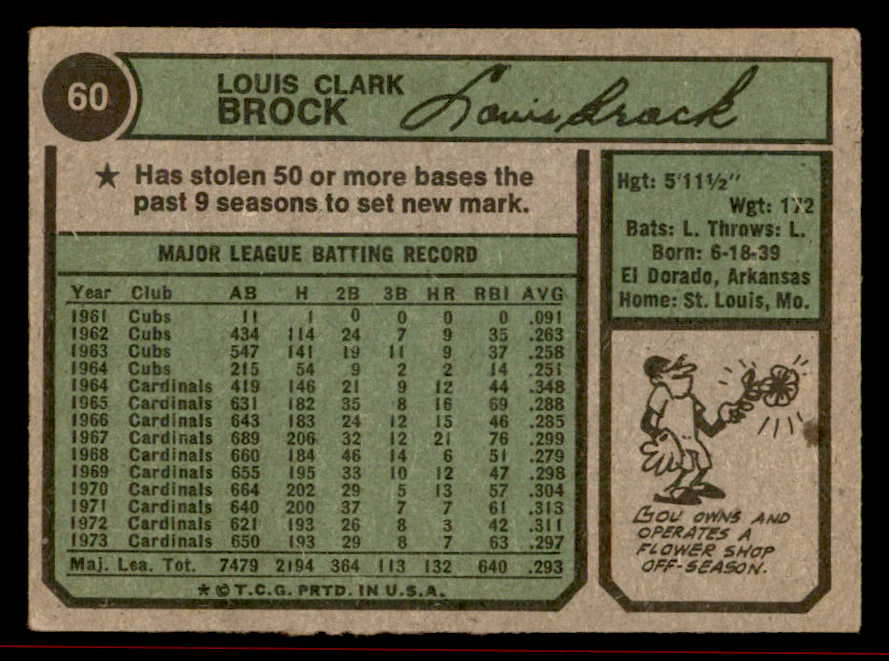 60
LOUIS CLARK
BROCK
Louis Brock
★ Has stolen 50 or more bases the
past 9 seasons to set new mark.
MAJOR LEAGUE BATTING RECORD
Year Club AB H 2B 3B HR RBI AVG
1961 Cubs 11 1 0 0 0 0 .091
1962 Cubs 434 114 24 7 9 35 .263
1963 Cubs 547 141 19 11 9 37 .258
1964 Cubs 215 54 9 2 2 14 .251
1964 Cardinals 419 146 21 9 12 44 .348
1965 Cardinals 631 182 35 8 16 69 .288
1966 Cardinals 643 183 24 12 15 46 .285
1967 Cardinals 689 206 32 12 21 76 .299
1968 Cardinals 660 184 46 14 6 51 .279
1969 Cardinals 655 195 33 10 12 47 .298
1970 Cardinals 664 202 29 5 13 57 .304
1971 Cardinals 640 200 37 7 7 61 .313
1972 Cardinals 621 193 26 8 3 42 .311
1973 Cardinals 650 193 29 8 7 63 .297
Maj. Lea. Tot. 7479 2194 364 113 132 640 .293
★ © T.C.G. PRTD. IN U.S.A.
Hgt: 5'11½"
Wgt: 172
Bats: L. Throws: L.
Born: 6-18-39
El Dorado, Arkansas
Home: St. Louis, Mo.
LOU OWNS AND
OPERATES A
FLOWER SHOP
OFF-SEASON.